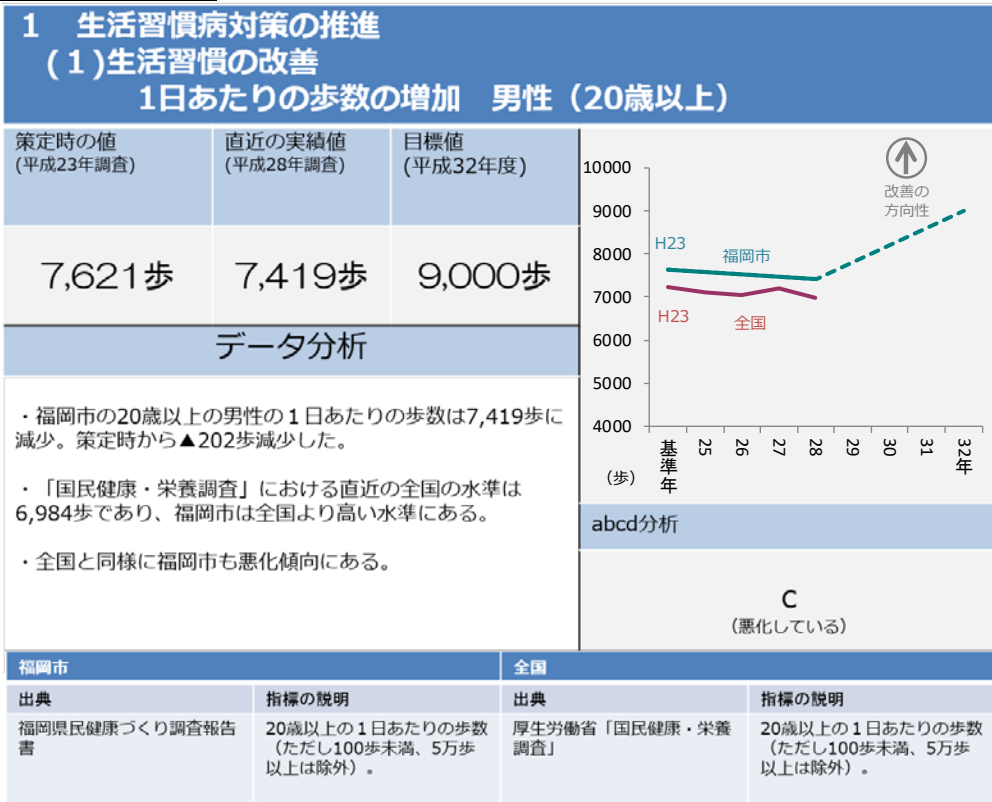 1　生活習慣病対策の推進
(１)生活習慣の改善
1日あたりの歩数の増加　男性（20歳以上）
策定時の値
(平成23年調査)
直近の実績値
(平成28年調査)
目標値
(平成32年度)
7,621歩
7,419歩
9,000歩
データ分析
・福岡市の20歳以上の男性の１日あたりの歩数は7,419歩に
減少。策定時から▲202歩減少した。
・「国民健康・栄養調査」における直近の全国の水準は
6,984歩であり、福岡市は全国より高い水準にある。
・全国と同様に福岡市も悪化傾向にある。
改善の
方向性
10000
9000
8000
7000
6000
5000
4000
H23
福岡市
H23
全国
（歩）
基準年
25
26
27
28
29
30
31
32年
abcd分析
C
（悪化している）
福岡市
全国
出典
指標の説明
出典
指標の説明
福岡県民健康づくり調査報告
書
20歳以上の１日あたりの歩数
（ただし100歩未満、5万歩
以上は除外）。
厚生労働省「国民健康・栄養
調査」
20歳以上の１日あたりの歩数
（ただし100歩未満、5万歩
以上は除外）。